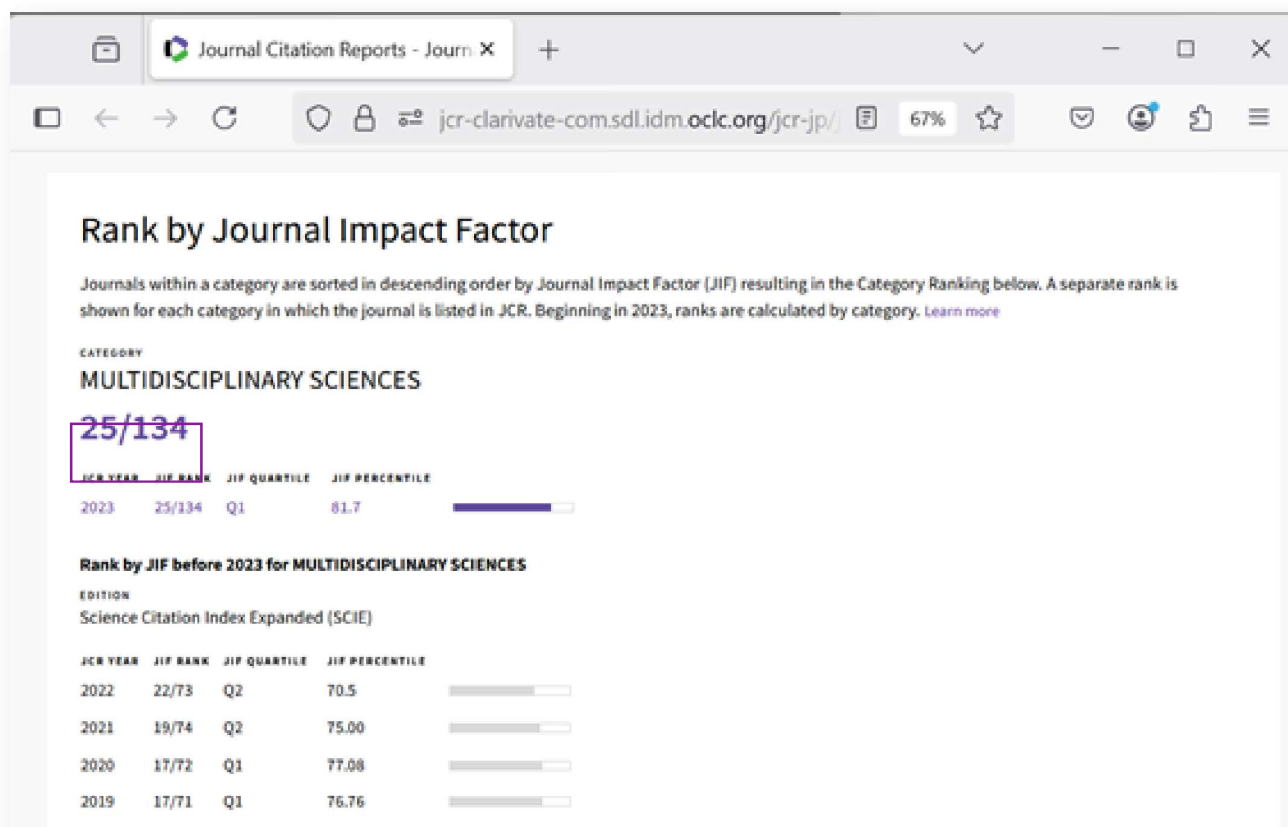 Journal Citation Reports - Journ
jcr-clarivate-com.sdl.idm.oclc.org/jcr-jp/
67%
Rank by Journal Impact Factor
Journals within a category are sorted in descending order by Journal Impact Factor (JIF) resulting in the Category Ranking below. A separate rank is
shown for each category in which the journal is listed in JCR. Beginning in 2023, ranks are calculated by category. Learn more
CATEGORY
MULTIDISCIPLINARY SCIENCES
25/134
JCR YEAR JIF RANK JIF QUARTILE JIF PERCENTILE
2023 25/134 Q1 81.7
Rank by JIF before 2023 for MULTIDISCIPLINARY SCIENCES
EDITION
Science Citation Index Expanded (SCIE)
JCR YEAR JIF RANK JIF QUARTILE JIF PERCENTILE
2022 22/73 Q2 70.5
2021 19/74 Q2 75.00
2020 17/72 Q1 77.08
2019 17/71 Q1 76.76